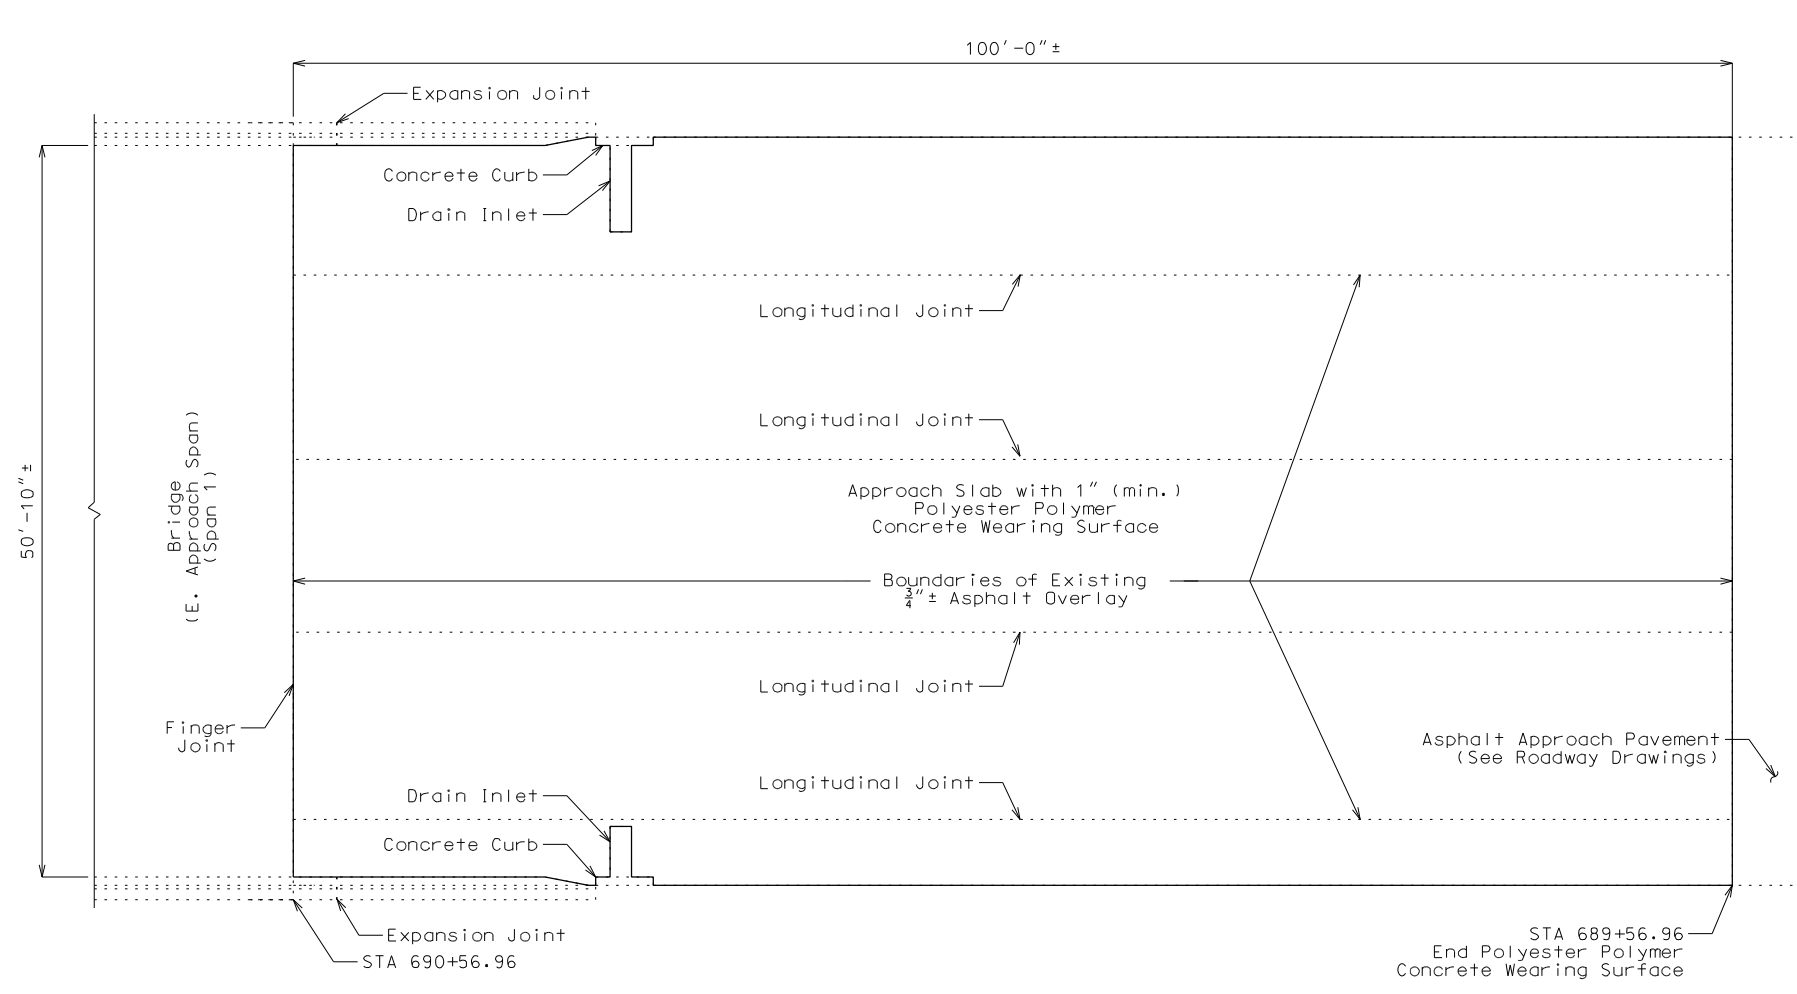 100'-0"±
Expansion Joint
Concrete Curb
Drain Inlet
Longitudinal Joint
Longitudinal Joint
50'-10"±
Bridge
(E. Approach Span)
(Span 1)
Approach Slab with 1" (min.)
Polyester Polymer
Concrete Wearing Surface
Boundaries of Existing
¾"± Asphalt Overlay
Longitudinal Joint
Finger
Joint
Asphalt Approach Pavement
(See Roadway Drawings)
Longitudinal Joint
Drain Inlet
Concrete Curb
Expansion Joint
STA 690+56.96
STA 689+56.96
End Polyester Polymer
Concrete Wearing Surface